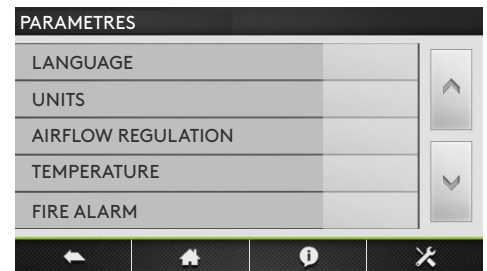 PARAMETRES
LANGUAGE
UNITS
AIRFLOW REGULATION
TEMPERATURE
FIRE ALARM